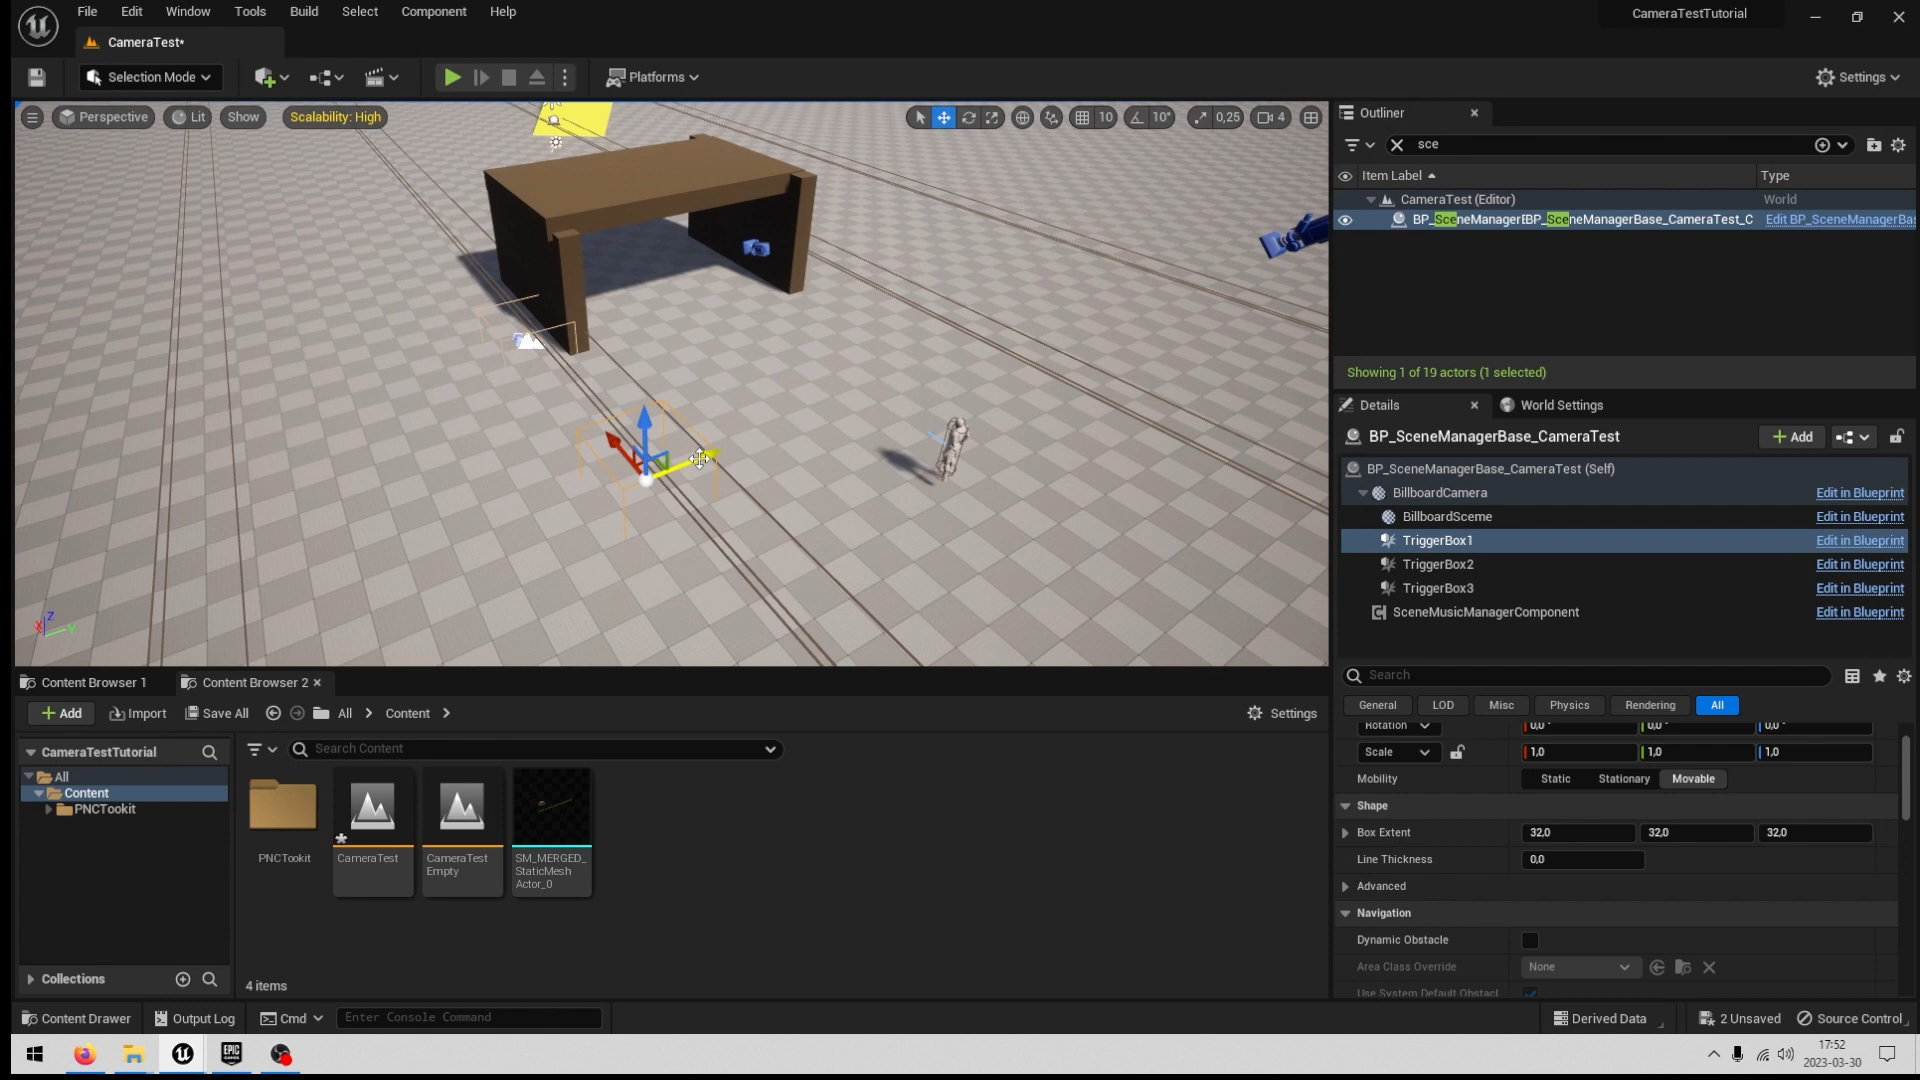 File Edit Window Tools Build Select Component Help
CameraTestTutorial
CameraTest*
Selection Mode
Platforms
Settings
Perspective
Lit
Show
Scalability: High
10
10°
0,25
4
Outliner
sce
Item Label
Type
CameraTest (Editor)
World
BP_SceneManagerBP_SceneManagerBase_CameraTest_C
Edit BP_SceneManagerBas
Showing 1 of 19 actors (1 selected)
Details
World Settings
BP_SceneManagerBase_CameraTest
Add
BP_SceneManagerBase_CameraTest (Self)
BillboardCamera
Edit in Blueprint
BillboardSceme
Edit in Blueprint
TriggerBox1
Edit in Blueprint
TriggerBox2
Edit in Blueprint
TriggerBox3
Edit in Blueprint
SceneMusicManagerComponent
Edit in Blueprint
Z
X
Y
Search
General
LOD
Misc
Physics
Rendering
All
Rotation
0,0 °
0,0 °
0,0 °
Scale
1,0
1,0
1,0
Mobility
Static
Stationary
Movable
Shape
Box Extent
32,0
32,0
32,0
Line Thickness
0,0
Advanced
Navigation
Dynamic Obstacle
Area Class Override
None
Use System Default Obstacl
Content Browser 1
Content Browser 2
Add
Import
Save All
All
Content
Settings
CameraTestTutorial
All
Content
PNCTookit
Search Content
PNCTookit
CameraTest
CameraTest
Empty
SM_MERGED_
StaticMesh
Actor_0
Collections
4 items
Content Drawer
Output Log
Cmd
Enter Console Command
Derived Data
2 Unsaved
Source Control
EPIC
GAMES
17:52
2023-03-30